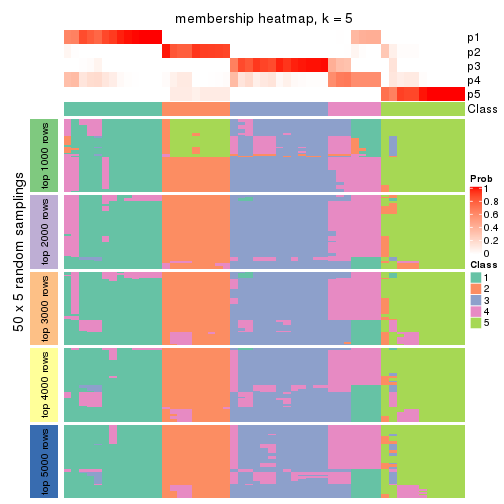 membership heatmap, k = 5
p1
p2
p3
p4
p5
Class
50 x 5 random samplings
top 1000 rows
top 2000 rows
top 3000 rows
top 4000 rows
top 5000 rows
Prob
1
0.8
0.6
0.4
0.2
0
Class
1
2
3
4
5